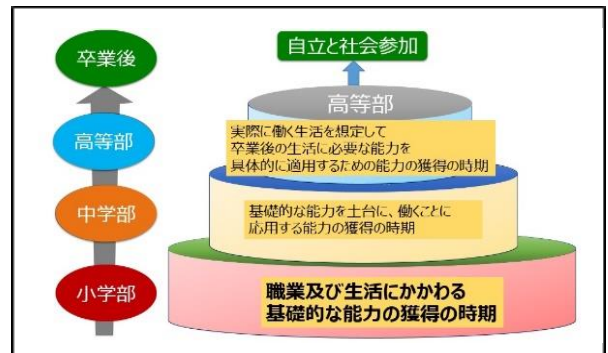 卒業後
高等部
中学部
小学部
自立と社会参加
高等部
実際に働く生活を想定して
卒業後の生活に必要な能力を
具体的に適用するための能力の獲得の時期
基礎的な能力を土台に、働くことに
応用する能力の獲得の時期
職業及び生活にかかわる
基礎的な能力の獲得の時期